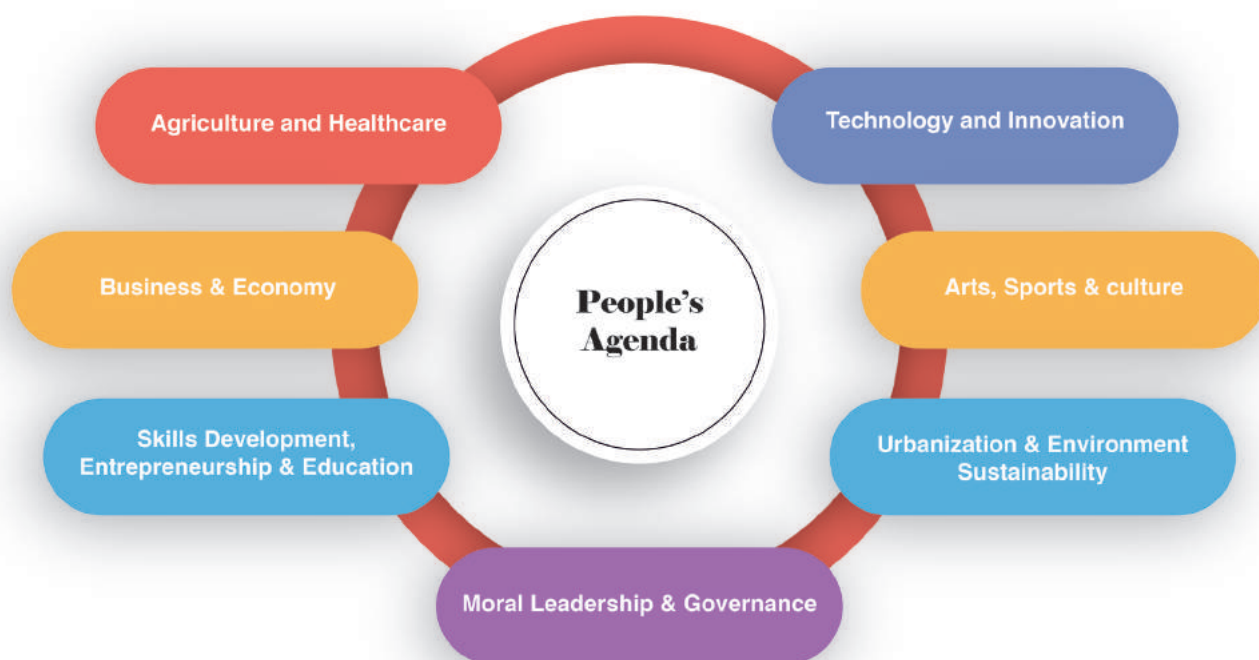 Agriculture and Healthcare
Technology and Innovation
Business & Economy
People's
Agenda
Arts, Sports & culture
Skills Development,
Entrepreneurship & Education
Urbanization & Environment
Sustainability
Moral Leadership & Governance